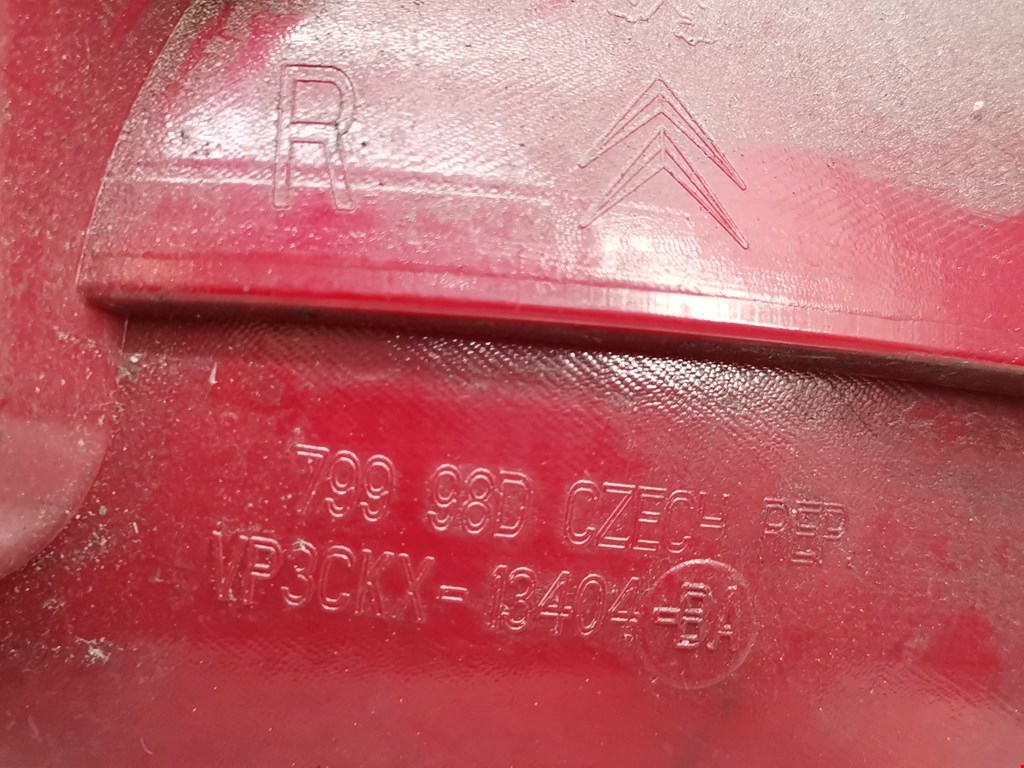 R
799 98D CZECH REP.
VP3CKX-13404-BA